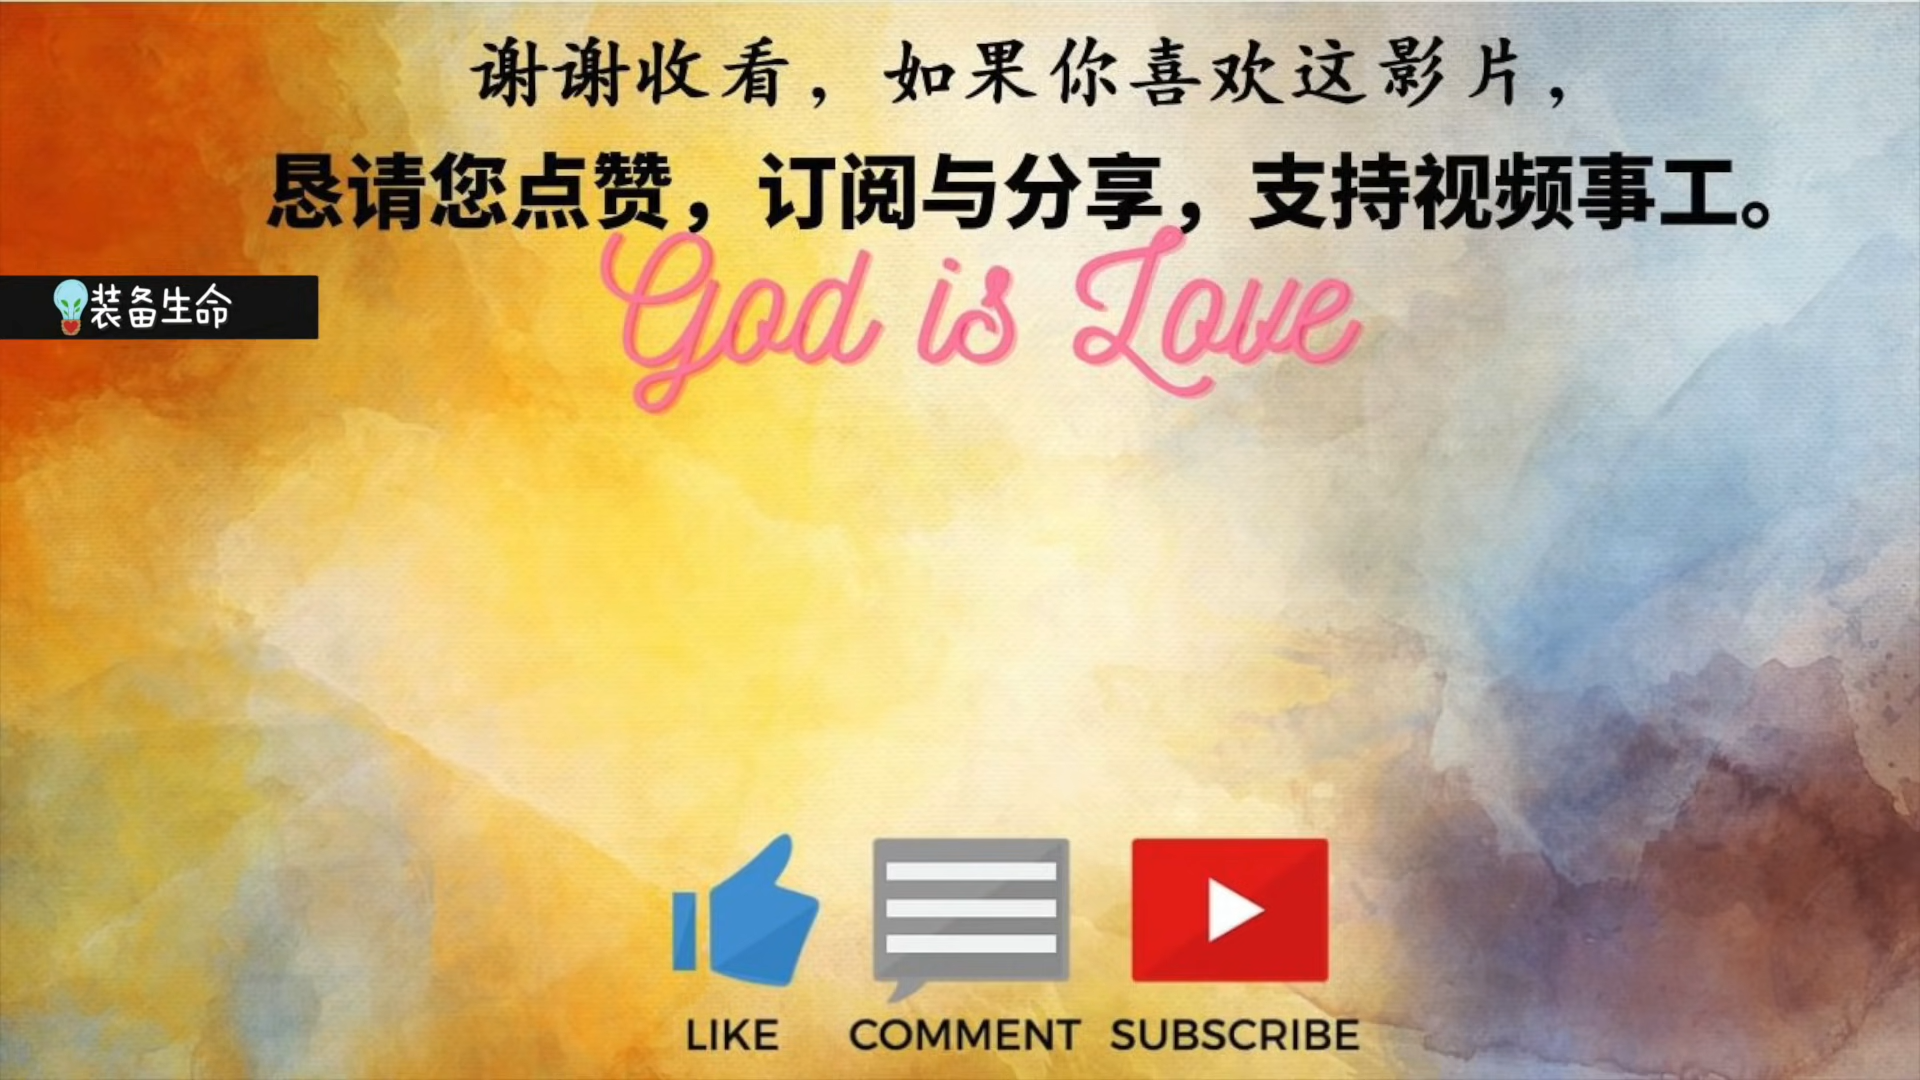 谢谢收看，如果你喜欢这影片，
恳请您点赞，订阅与分享，支持视频事工。
God is Love
装备生命
LIKE COMMENT SUBSCRIBE